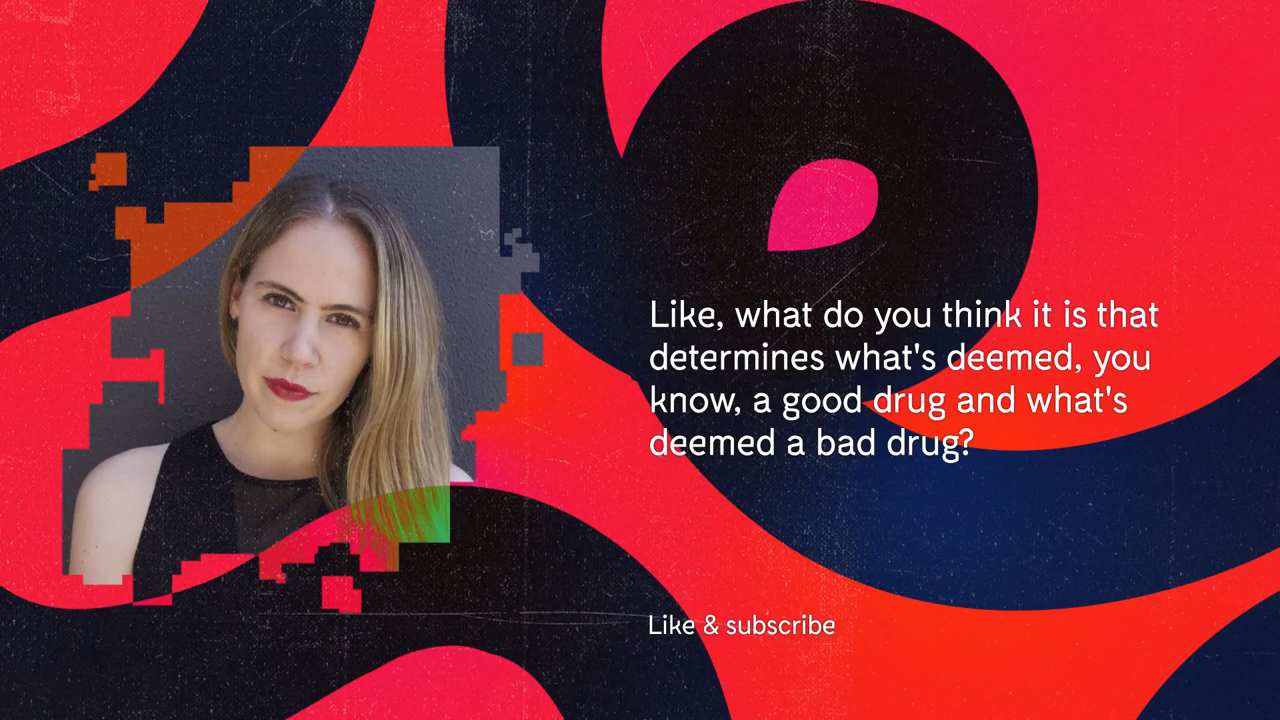 Like, what do you think it is that
determines what's deemed, you
know, a good drug and what's
deemed a bad drug?
Like & subscribe